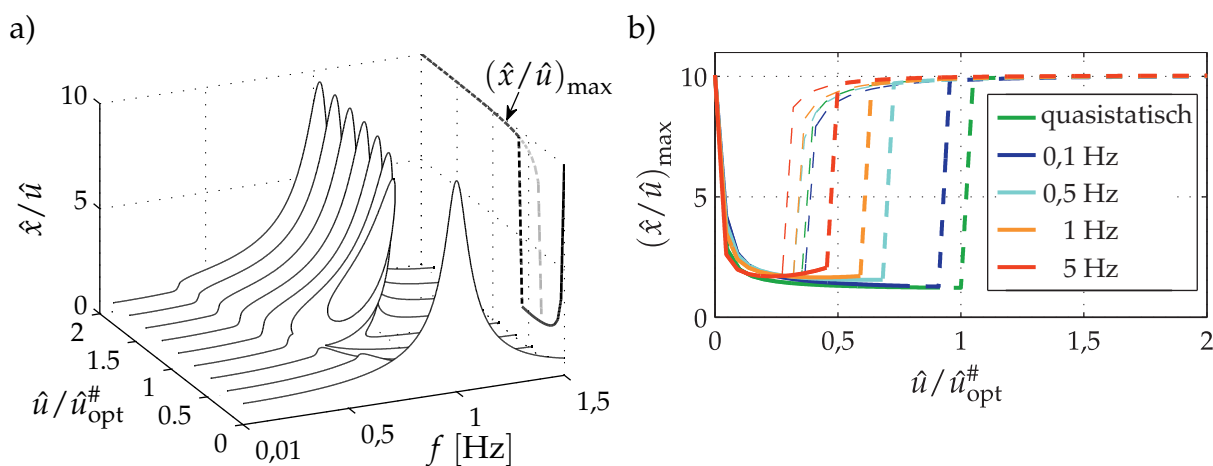 a)
(x̂/û)max
10
5
0
x̂/û
2
1.5
1
0.5
0
û/û#opt
0,01
0,5
1
1,5
f [Hz]
b)
10
5
0
(x̂/û)max
0
0,5
1
1,5
2
û/û#opt
quasistatisch
0,1 Hz
0,5 Hz
1 Hz
5 Hz